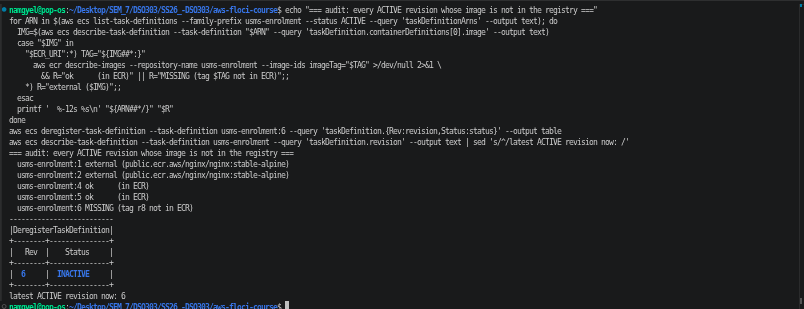 namgyel@pop-os:~/Desktop/SEM_7/DSO303/SS26_-DSO303/aws-floci-course$ echo "=== audit: every ACTIVE revision whose image is not in the registry ==="
for ARN in $(aws ecs list-task-definitions --family-prefix usms-enrolment --status ACTIVE --query 'taskDefinitionArns' --output text); do
  IMG=$(aws ecs describe-task-definition --task-definition "$ARN" --query 'taskDefinition.containerDefinitions[0].image' --output text)
  case "$IMG" in
    "$ECR_URI":*) TAG="${IMG##*:}"
      aws ecr describe-images --repository-name usms-enrolment --image-ids imageTag="$TAG" >/dev/null 2>&1 \
        && R="ok      (in ECR)" || R="MISSING (tag $TAG not in ECR)";;
    *) R="external ($IMG)";;
  esac
  printf '  %-12s %s\n' "${ARN##*/}" "$R"
done
aws ecs deregister-task-definition --task-definition usms-enrolment:6 --query 'taskDefinition.{Rev:revision,Status:status}' --output table
aws ecs describe-task-definition --task-definition usms-enrolment --query 'taskDefinition.revision' --output text | sed 's/^/latest ACTIVE revision now: /'
=== audit: every ACTIVE revision whose image is not in the registry ===
  usms-enrolment:1 external (public.ecr.aws/nginx/nginx:stable-alpine)
  usms-enrolment:2 external (public.ecr.aws/nginx/nginx:stable-alpine)
  usms-enrolment:4 ok      (in ECR)
  usms-enrolment:5 ok      (in ECR)
  usms-enrolment:6 MISSING (tag r8 not in ECR)
--------------------------
|DeregisterTaskDefinition|
+--------+---------------+
|   Rev  |    Status     |
+--------+---------------+
|  6     |  INACTIVE     |
+--------+---------------+
latest ACTIVE revision now: 6
namgyel@pop-os:~/Desktop/SEM_7/DSO303/SS26_-DSO303/aws-floci-course$